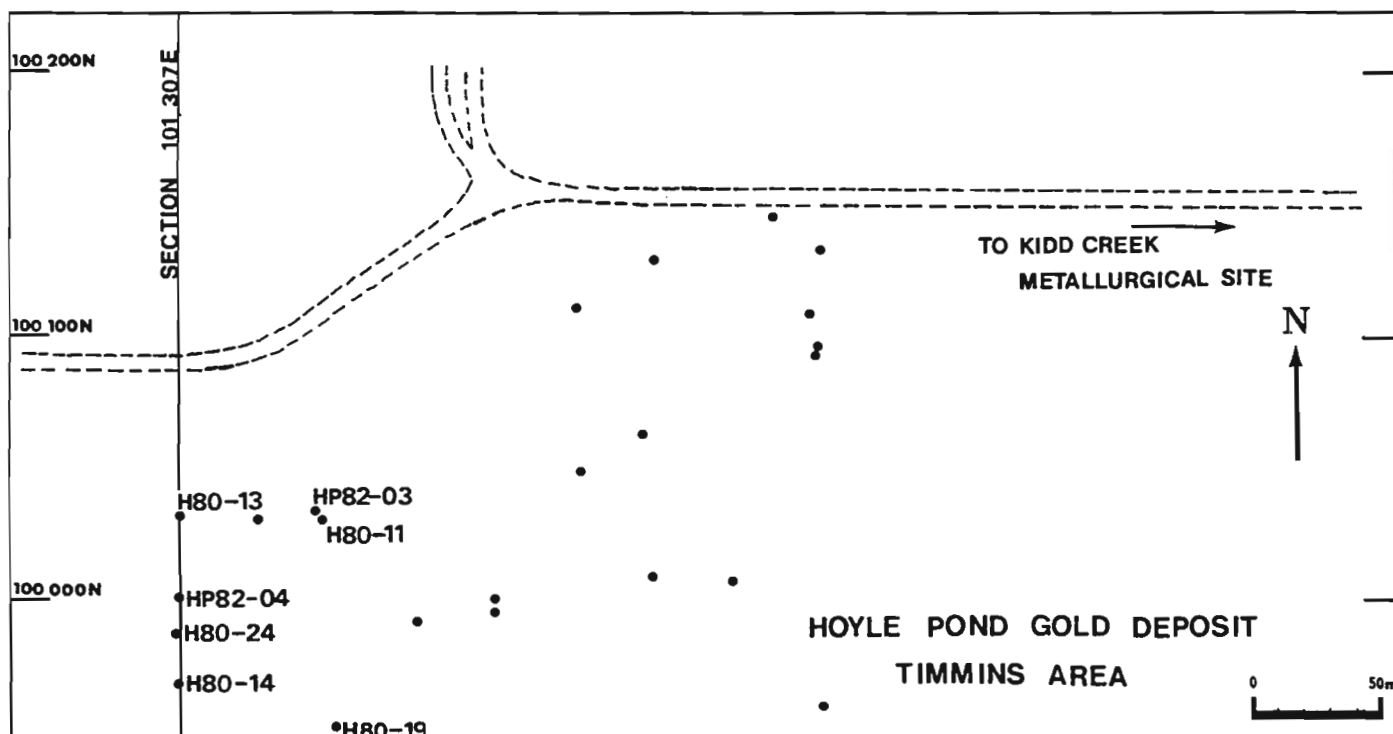 100 200N
SECTION 101 307E
TO KIDD CREEK
METALLURGICAL SITE
100 100N
N
H80-13
HP82-03
H80-11
100 000N
HP82-04
H80-24
H80-14
H80-19
HOYLE POND GOLD DEPOSIT
TIMMINS AREA
0 50m